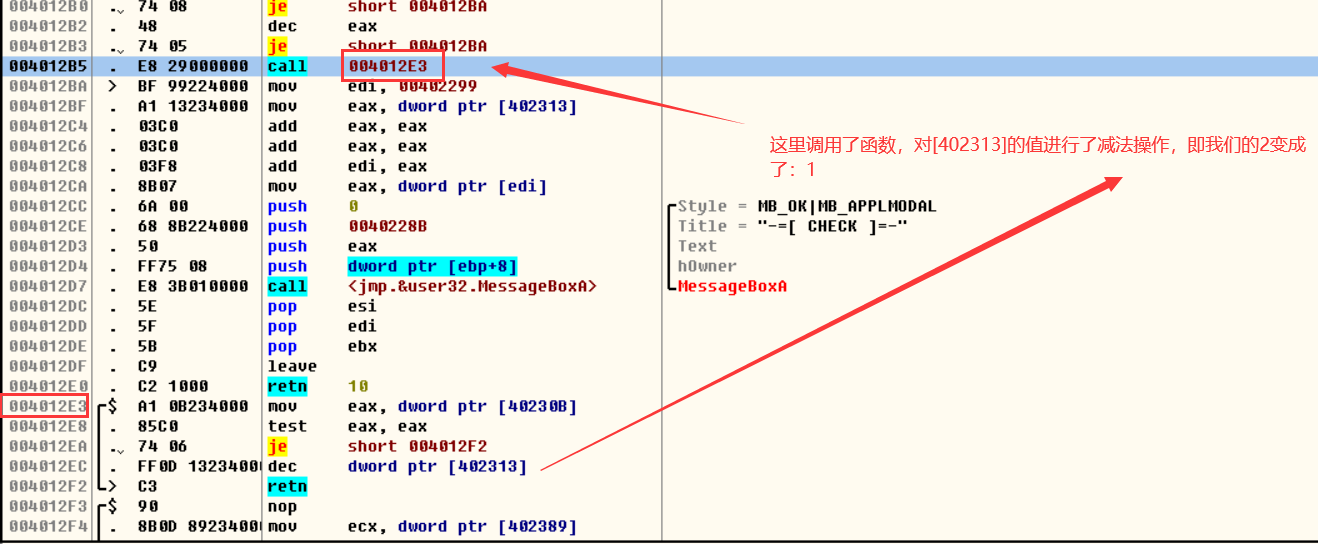 004012B0 .⌄ 74 08 je short 004012BA
004012B2 . 48 dec eax
004012B3 .⌄ 74 05 je short 004012BA
004012B5 . E8 29000000 call 004012E3
004012BA > BF 99224000 mov edi, 00402299
004012BF . A1 13234000 mov eax, dword ptr [402313]
004012C4 . 03C0 add eax, eax
004012C6 . 03C0 add eax, eax
004012C8 . 03F8 add edi, eax
004012CA . 8B07 mov eax, dword ptr [edi]
004012CC . 6A 00 push 0 Style = MB_OK|MB_APPLMODAL
004012CE . 68 8B224000 push 0040228B Title = "-=[ CHECK ]=-"
004012D3 . 50 push eax Text
004012D4 . FF75 08 push dword ptr [ebp+8] hOwner
004012D7 . E8 3B010000 call <jmp.&user32.MessageBoxA> MessageBoxA
004012DC . 5E pop esi
004012DD . 5F pop edi
004012DE . 5B pop ebx
004012DF . C9 leave
004012E0 . C2 1000 retn 10
004012E3 $ A1 0B234000 mov eax, dword ptr [40230B]
004012E8 . 85C0 test eax, eax
004012EA .⌄ 74 06 je short 004012F2
004012EC . FF0D 1323400 dec dword ptr [402313]
004012F2 > C3 retn
004012F3 $ 90 nop
004012F4 . 8B0D 8923400 mov ecx, dword ptr [402389]
这里调用了函数，对[402313]的值进行了减法操作，即我们的2变成
了：1